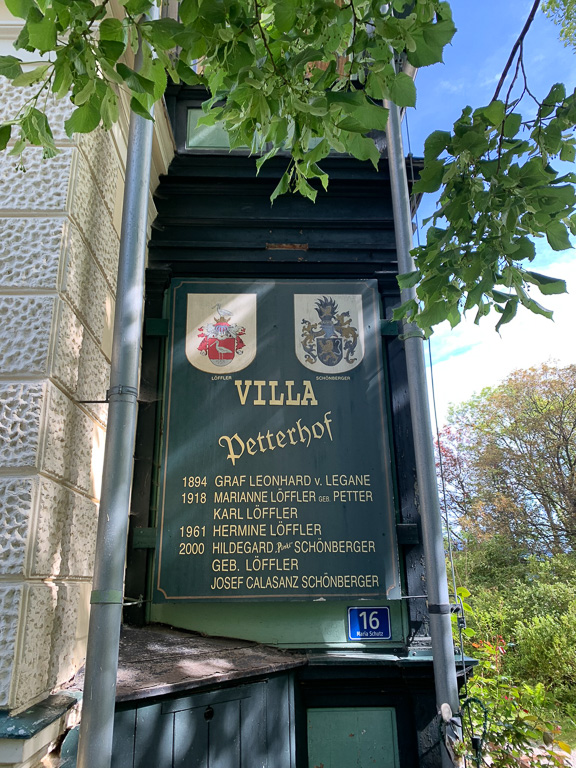 LÖFFLER
SCHÖNBERGER
VILLA
Petterhof
1894 GRAF LEONHARD v. LEGANE
1918 MARIANNE LÖFFLER GEB. PETTER
KARL LÖFFLER
1961 HERMINE LÖFFLER
2000 HILDEGARD SCHÖNBERGER
GEB. LÖFFLER
JOSEF CALASANZ SCHÖNBERGER
16
Maria Schutz